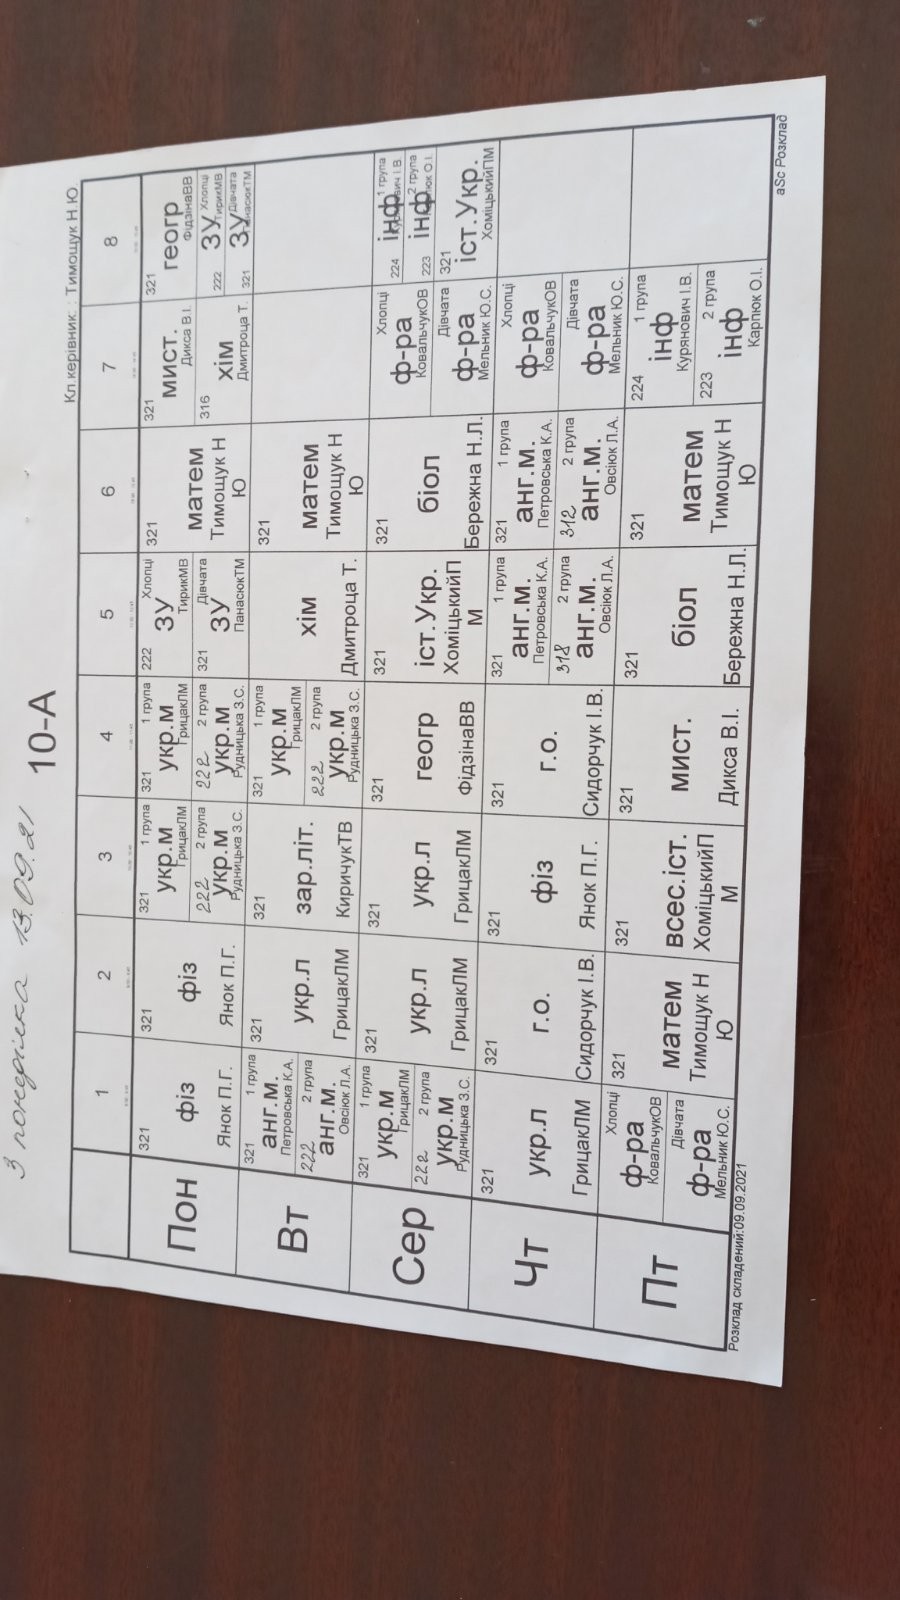 З понеділка 13.09.21
10-А
Кл.керівник: : Тимощук Н.Ю.
1 2 3 4 5 6 7 8
Пон
321
фіз
Янок П.Г.
321
фіз
Янок П.Г.
321 1 група
укр.м
ГрицакЛМ
222 2 група
укр.м
Рудницька З.С.
321 1 група
укр.м
ГрицакЛМ
222 2 група
укр.м
Рудницька З.С.
222 Хлопці
ЗУ
ТирикМВ
321 Дівчата
ЗУ
ПанасюкТМ
321
матем
Тимощук Н
Ю
321
мист.
Дикса В.І.
316
хім
Дмитроца Т.
321
геогр
ФідзінаВВ
222 Хлопці
ЗУ
ТирикМВ
321 Дівчата
ЗУ
ПанасюкТМ
Вт
321 1 група
анг.м.
Петровська К.А.
222 2 група
анг.м.
Овсіюк Л.А.
321
укр.л
ГрицакЛМ
321
зар.літ.
КиричукТВ
321 1 група
укр.м
ГрицакЛМ
222 2 група
укр.м
Рудницька З.С.
хім
Дмитроца Т.
321
матем
Тимощук Н
Ю
Сер
321 1 група
укр.м
ГрицакЛМ
222 2 група
укр.м
Рудницька З.С.
321
укр.л
ГрицакЛМ
321
укр.л
ГрицакЛМ
321
геогр
ФідзінаВВ
321
іст.Укр.
ХоміцькийП
М
321
біол
Бережна Н.Л.
Хлопці
ф-ра
КовальчукОВ
Дівчата
ф-ра
Мельник Ю.С.
224 1 група
інф
223 2 група
інф
321
іст.Укр.
ХоміцькийПМ
Чт
321
укр.л
ГрицакЛМ
321
г.о.
Сидорчук І.В.
321
фіз
Янок П.Г.
321
г.о.
Сидорчук І.В.
321 1 група
анг.м.
Петровська К.А.
318 2 група
анг.м.
Овсіюк Л.А.
321 1 група
анг.м.
Петровська К.А.
312 2 група
анг.м.
Овсіюк Л.А.
Хлопці
ф-ра
КовальчукОВ
Дівчата
ф-ра
Мельник Ю.С.
Пт
Хлопці
ф-ра
КовальчукОВ
Дівчата
ф-ра
Мельник Ю.С.
321
матем
Тимощук Н
Ю
321
всес.іст.
ХоміцькийП
М
321
мист.
Дикса В.І.
321
біол
Бережна Н.Л.
321
матем
Тимощук Н
Ю
224 1 група
інф
Курянович І.В.
223 2 група
інф
Карпюк О.І.
Розклад складений:09.09.2021
aSc Розклад